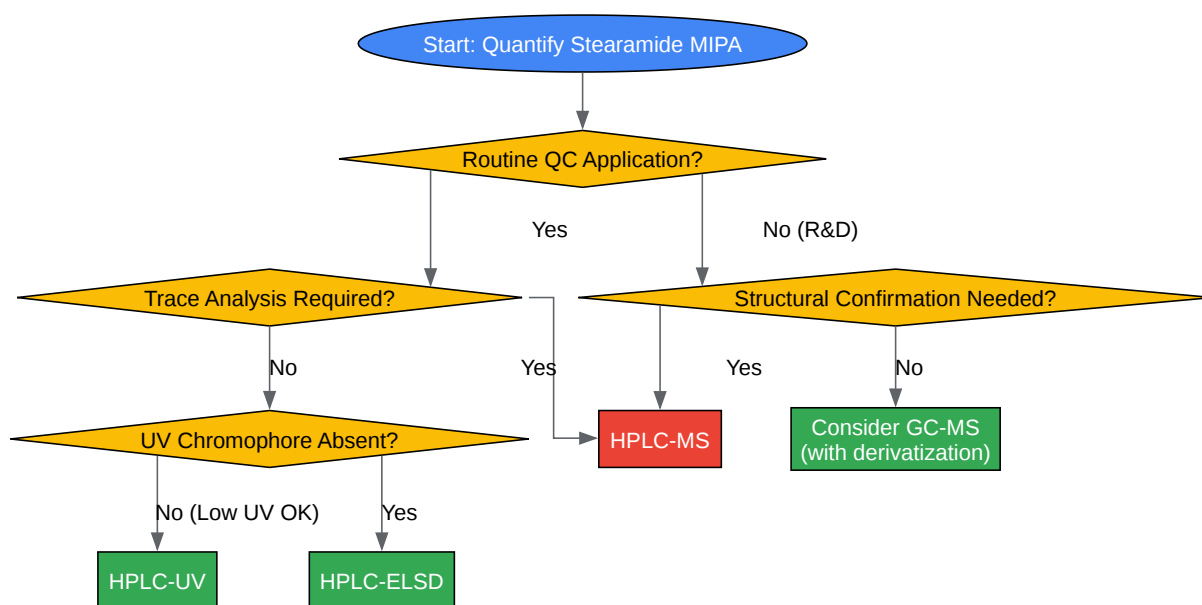 Start: Quantify Stearamide MIPA
Routine QC Application?
Yes
No (R&D)
Trace Analysis Required?
Structural Confirmation Needed?
No
Yes
Yes
No
UV Chromophore Absent?
HPLC-MS
Consider GC-MS
(with derivatization)
No (Low UV OK)
Yes
HPLC-UV
HPLC-ELSD